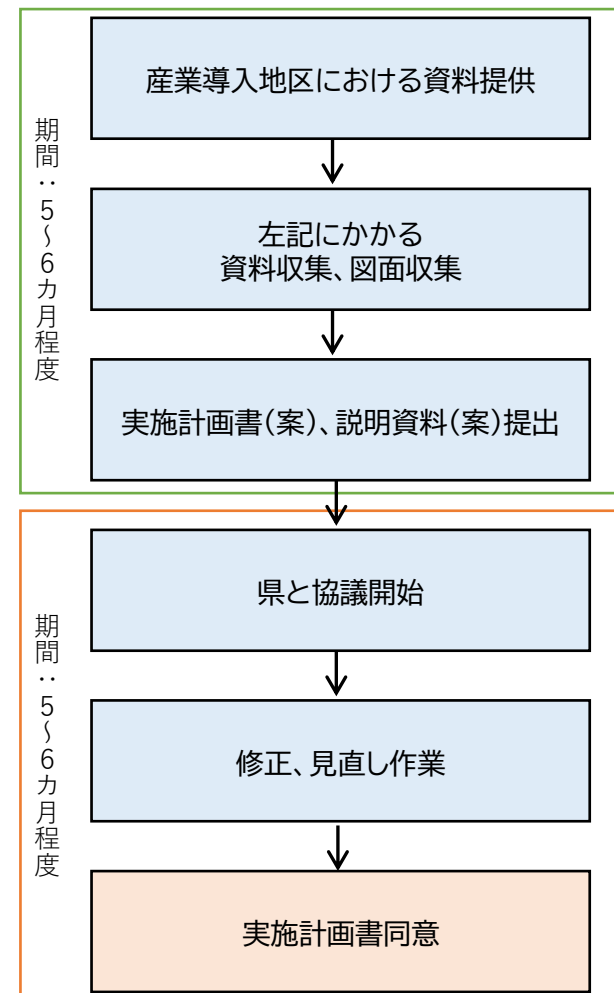 産業導入地区における資料提供
期間：5～6カ月程度
左記にかかる
資料収集、図面収集
実施計画書（案）、説明資料（案）提出
県と協議開始
期間：5～6カ月程度
修正、見直し作業
実施計画書同意